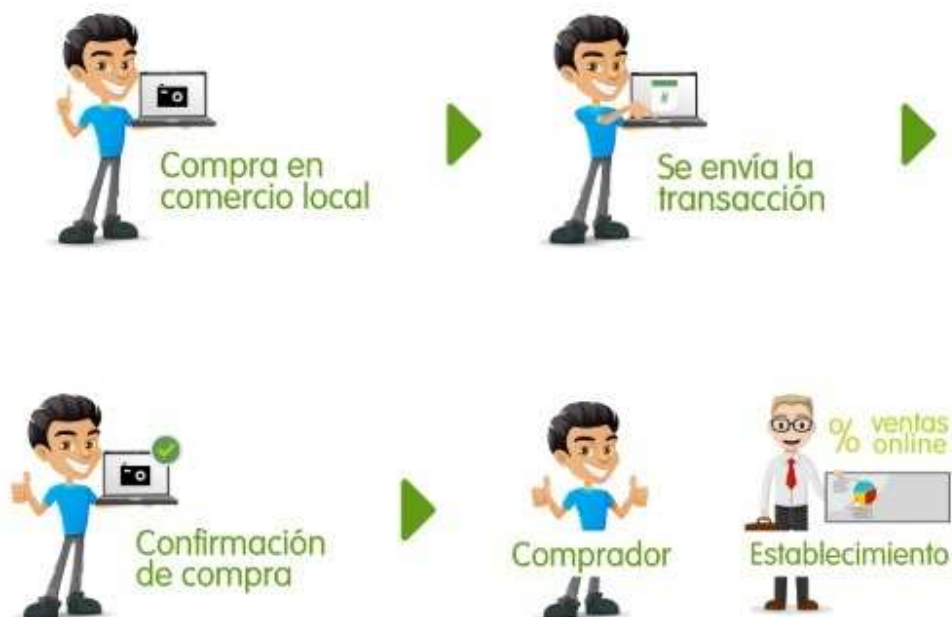 Compra en
comercio local
Se envía la
transacción
Confirmación
de compra
Comprador
% ventas
online
Establecimiento